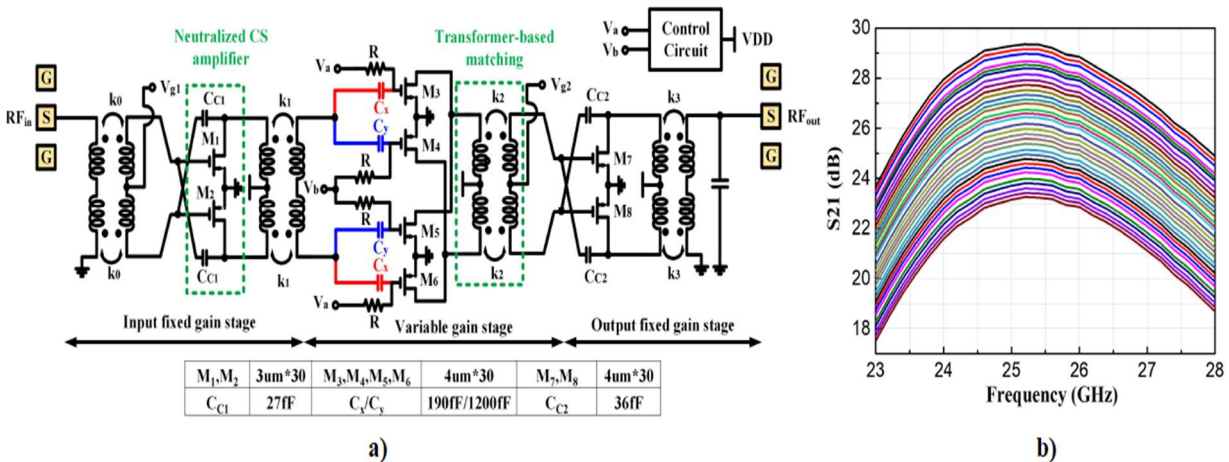 Neutralized CS
amplifier
Transformer-based
matching
Control
Circuit
Va
Vb
VDD
G
S
G
RFin
k0
k0
Vg1
CC1
M1
M2
CC1
k1
k1
Va
R
Cx
Cy
M3
M4
R
Vb
R
Cy
Cx
M5
M6
Va
R
k2
k2
Vg2
CC2
M7
M8
CC2
k3
k3
G
S
G
RFout
Input fixed gain stage
Variable gain stage
Output fixed gain stage
M1,M2 3um*30 M3,M4,M5,M6 4um*30 M7,M8 4um*30
CC1 27fF Cx/Cy 190fF/1200fF CC2 36fF
a)
S21 (dB)
30
28
26
24
22
20
18
23 24 25 26 27 28
Frequency (GHz)
b)